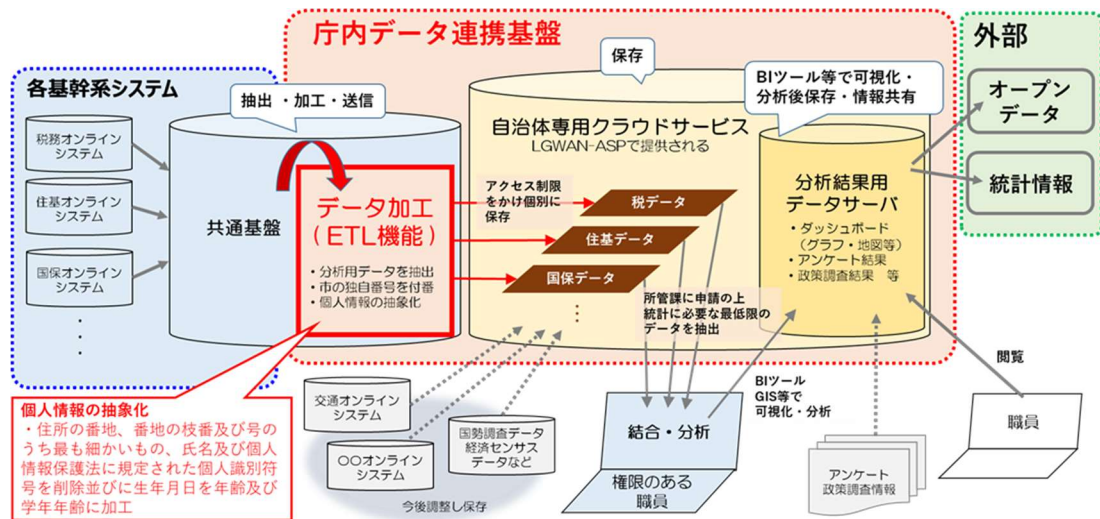 庁内データ連携基盤
外部
各基幹系システム
抽出・加工・送信
保存
BIツール等で可視化・
分析後保存・情報共有
オープン
データ
統計情報
税務オンライン
システム
住基オンライン
システム
国保オンライン
システム
・
・
・
共通基盤
データ加工
(ETL機能)
・分析用データを抽出
・市の独自番号を付番
・個人情報の抽象化
自治体専用クラウドサービス
LGWAN-ASPで提供される
アクセス制限
をかけ個別に
保存
税データ
住基データ
国保データ
・
・
・
所管課に申請の上
統計に必要な最低限の
データを抽出
分析結果用
データサーバ
・ダッシュボード
(グラフ・地図等)
・アンケート結果
・政策調査結果 等
個人情報の抽象化
・住所の番地、番地の枝番及び号の
うち最も細かいもの、氏名及び個人
情報保護法に規定された個人識別符
号を削除並びに生年月日を年齢及び
学年年齢に加工
交通オンライン
システム
〇〇オンライン
システム
国勢調査データ
経済センサス
データなど
今後調整し保存
結合・分析
権限のある
職員
BIツール
GIS等で
可視化・分析
アンケート
政策調査情報
閲覧
職員